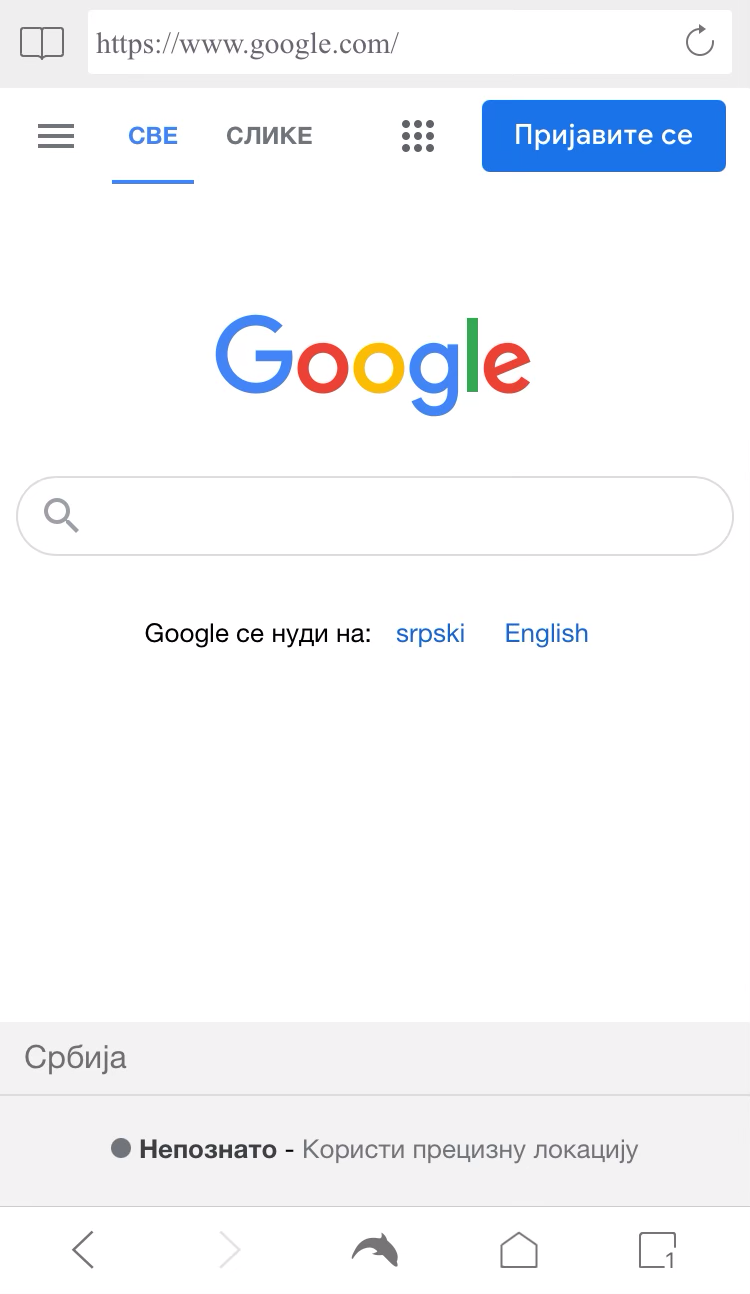 https://www.google.com/
СВЕ СЛИКЕ Пријавите се
Google
Google се нуди на: srpski English
Србија
Непознато - Користи прецизну локацију
1